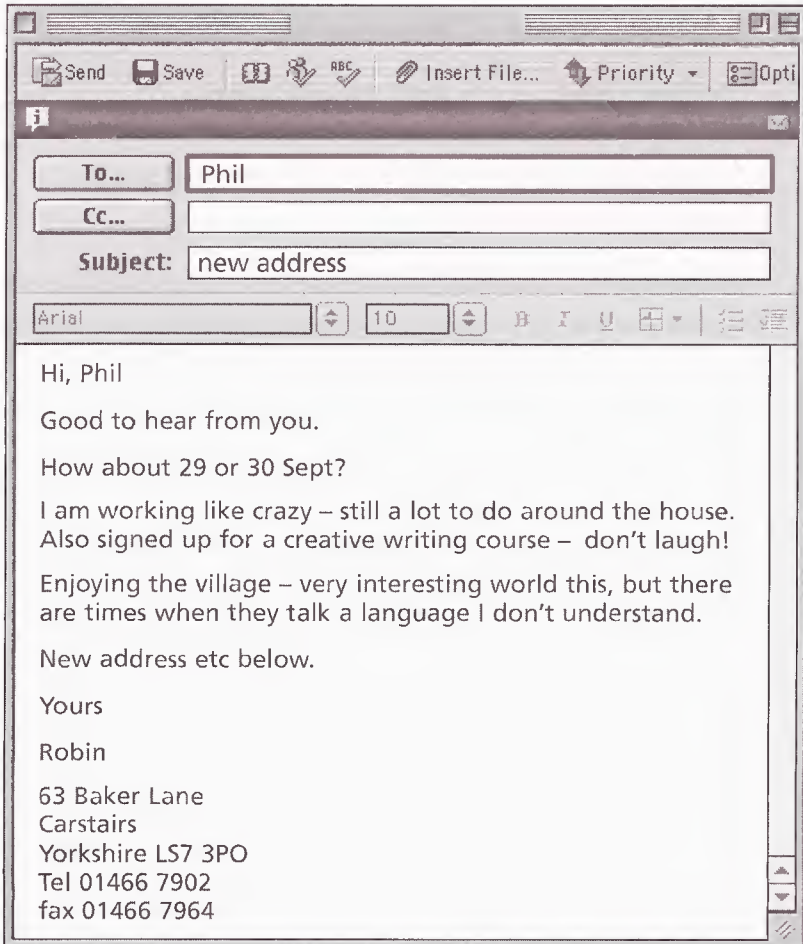 Send Save ABC Insert File... Priority Opti
To... Phil
Cc...
Subject: new address
Arial 10 B I U
Hi, Phil
Good to hear from you.
How about 29 or 30 Sept?
I am working like crazy – still a lot to do around the house.
Also signed up for a creative writing course – don't laugh!
Enjoying the village – very interesting world this, but there
are times when they talk a language I don't understand.
New address etc below.
Yours
Robin
63 Baker Lane
Carstairs
Yorkshire LS7 3PO
Tel 01466 7902
fax 01466 7964